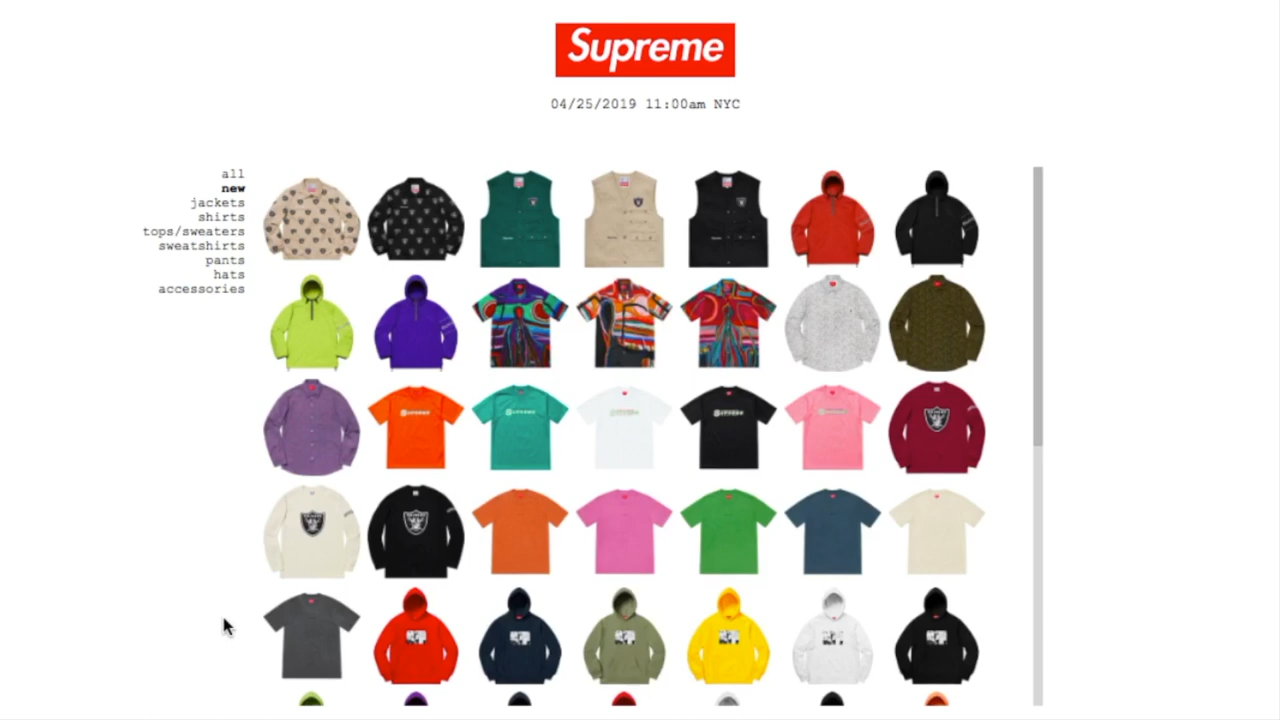 Supreme
04/25/2019 11:00am NYC
all
new
jackets
shirts
tops/sweaters
sweatshirts
pants
hats
accessories